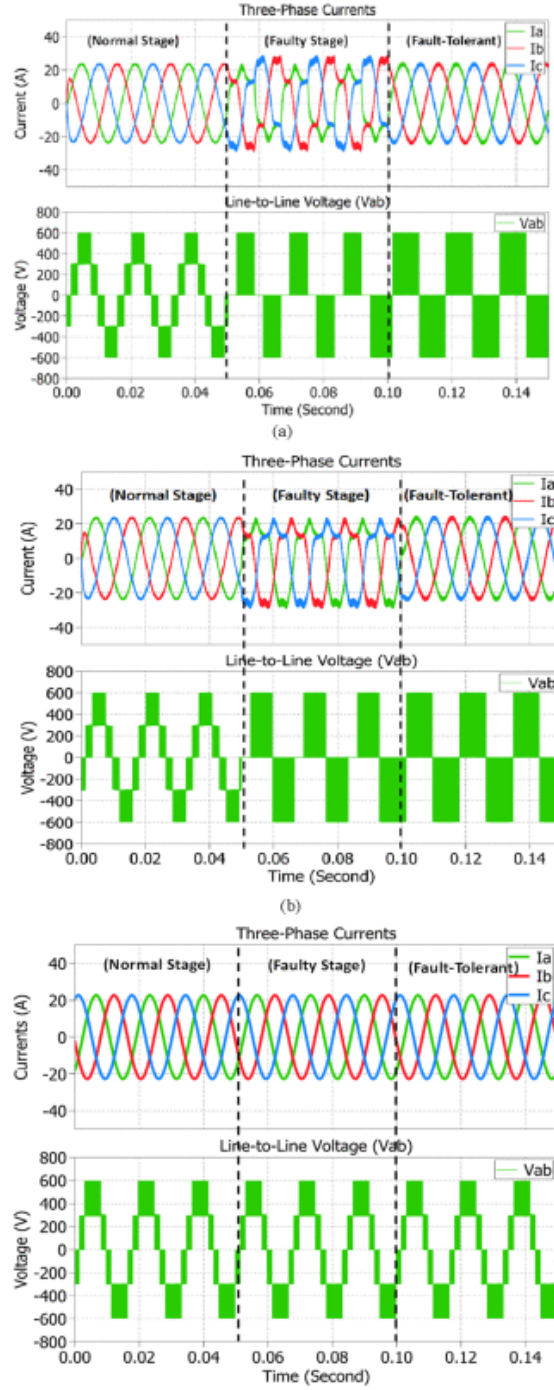 Three-Phase Currents
(Normal Stage) (Faulty Stage) (Fault-Tolerant) Ia
Ib
Ic
40
20
0
-20
-40
Current (A)
Line-to-Line Voltage (Vab)
Vab
800
600
400
200
0
-200
-400
-600
-800
Voltage (V)
0.00 0.02 0.04 0.06 0.08 0.10 0.12 0.14
Time (Second)
(a)
Three-Phase Currents
(Normal Stage) (Faulty Stage) (Fault-Tolerant) Ia
Ib
Ic
40
20
0
-20
-40
Current (A)
Line-to-Line Voltage (Vab)
Vab
800
600
400
200
0
-200
-400
-600
-800
Voltage (V)
0.00 0.02 0.04 0.06 0.08 0.10 0.12 0.14
Time (Second)
(b)
Three-Phase Currents
(Normal Stage) (Faulty Stage) (Fault-Tolerant) Ia
Ib
Ic
40
20
0
-20
-40
Currents (A)
Line-to-Line Voltage (Vab)
Vab
800
600
400
200
0
-200
-400
-600
-800
Voltage (V)
0.00 0.02 0.04 0.06 0.08 0.10 0.12 0.14
Time (Second)